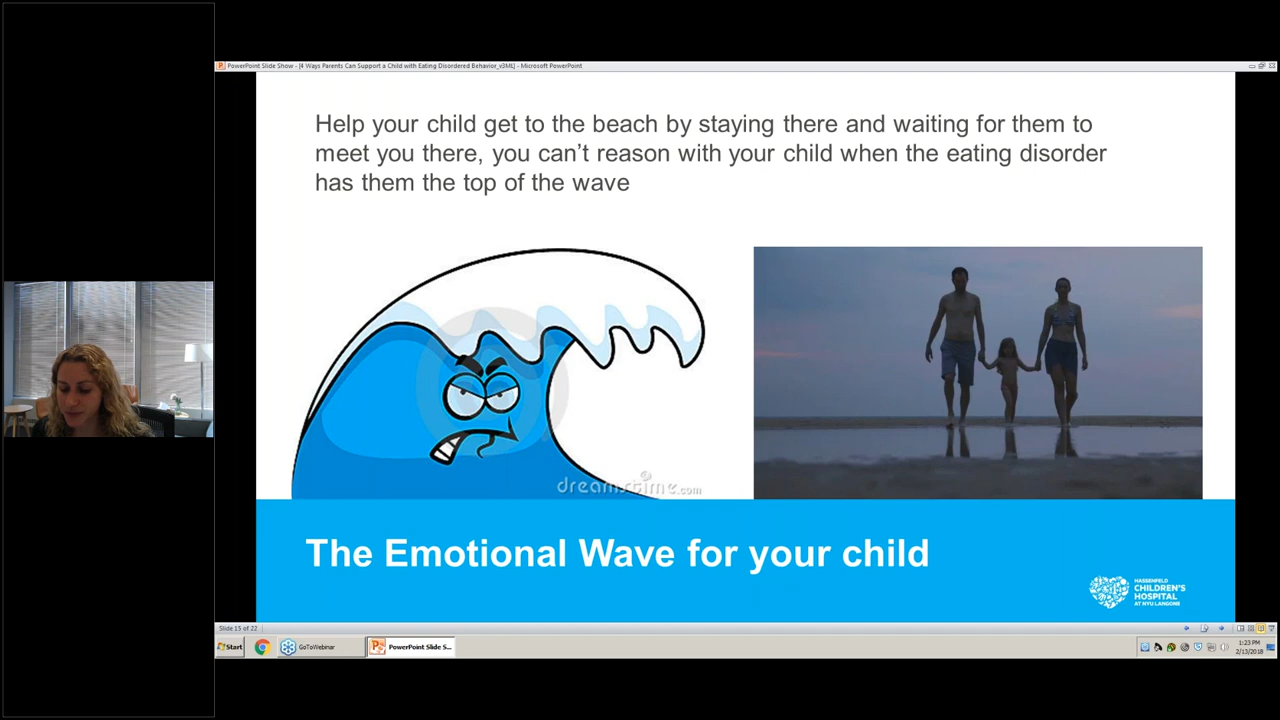 PowerPoint Slide Show - [4 Ways Parents Can Support a Child with Eating Disordered Behavior_v3ML] - Microsoft PowerPoint
Help your child get to the beach by staying there and waiting for them to
meet you there, you can’t reason with your child when the eating disorder
has them the top of the wave
dreamstime.com
The Emotional Wave for your child
HASSENFELD
CHILDREN'S
HOSPITAL
AT NYU LANGONE
Slide 15 of 22
Start
GoToWebinar
PowerPoint Slide S...
1:23 PM
2/13/2018